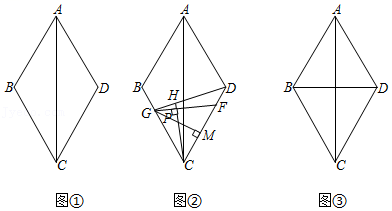 A A A
B D B H D B D
G P F
M
C C C
图① 图② 图③